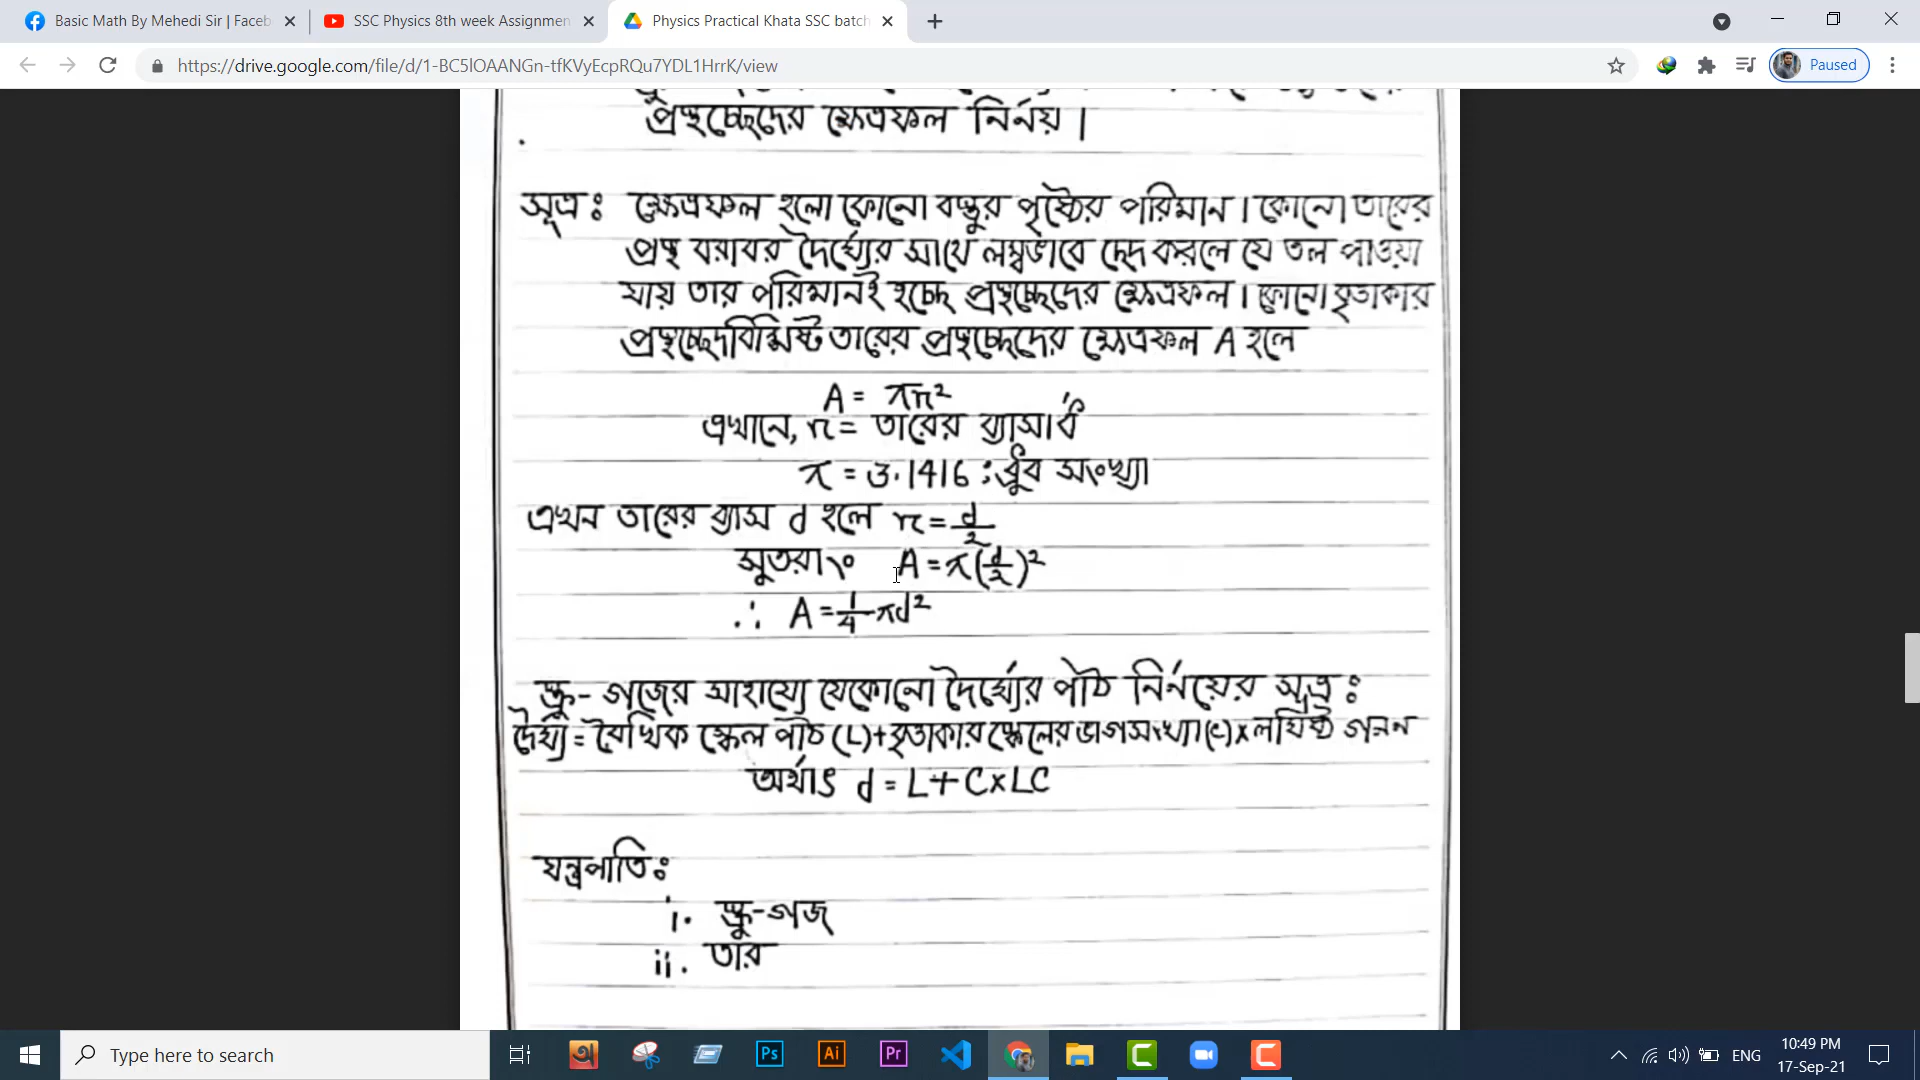 Basic Math By Mehedi Sir | Faceb
SSC Physics 8th week Assignmen
Physics Practical Khata SSC batch
https://drive.google.com/file/d/1-BC5lOAANGn-tfKVyEcpRQu7YDL1HrrK/view
Paused
প্রস্থচ্ছেদের ক্ষেত্রফল নির্নয়।
সূত্রঃ ক্ষেত্রফল হলো কোনো বস্তুর পৃষ্ঠের পরিমান। কোনো তারের
প্রস্থ বরাবর দৈর্ঘ্যের সাথে লম্বভাবে ছেদ করলে যে তল পাওয়া
যায় তার পরিমানই হচ্ছে প্রস্থচ্ছেদের ক্ষেত্রফল। কোনো বৃত্তাকার
প্রস্থচ্ছেদবিশিষ্ট তারের প্রস্থচ্ছেদের ক্ষেত্রফল A হলে
A = πr²
এখানে, r = তারের ব্যাসার্ধ
π = 3.1416 ; ধ্রুব সংখ্যা
এখন তারের ব্যাস d হলে r = d/2
সুতরাং A = π(d/2)²
∴ A = 1/4 πd²
স্ক্রু-গজের সাহায্যে যেকোনো দৈর্ঘ্যের পাঠ নির্নয়ের সূত্রঃ
দৈর্ঘ্য = রৈখিক স্কেল পাঠ (L) + বৃত্তাকার স্কেলের ভাগসংখ্যা (C) × লঘিষ্ঠ গনন
অর্থাৎ d = L + C × LC
যন্ত্রপাতিঃ
i. স্ক্রু-গজ
ii. তার
Type here to search
ENG
10:49 PM
17-Sep-21